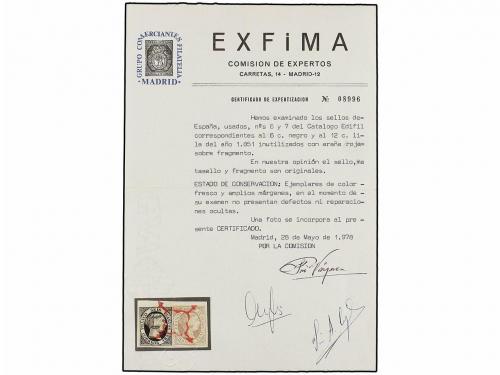 GRUPO COMERCIANTES FILATELIA
MADRID
EXFiMA
COMISION DE EXPERTOS
CARRETAS, 14 - MADRID-12
CERTIFICADO DE EXPERTIZACION Nº 08996
Hemos examinado los sellos de-
España, usados, nºs 6 y 7 del Catalogo Edifil
correspondientes al 6 c. negro y al 12 c. li-
la del año 1.851 inutilizados con araña roja-
sobre fragmento.
En nuestra opinión el sello, ma
tasello y fragmento son originales.
ESTADO DE CONSERVACION: Ejemplares de color-
fresco y amplios márgenes, en el momento de
su examen no presentan defectos ni reparacio-
nes ocultas.
Una foto se incorpora al pre-
sente CERTIFICADO.
Madrid, 28 de Mayo de 1.978
POR LA COMISION